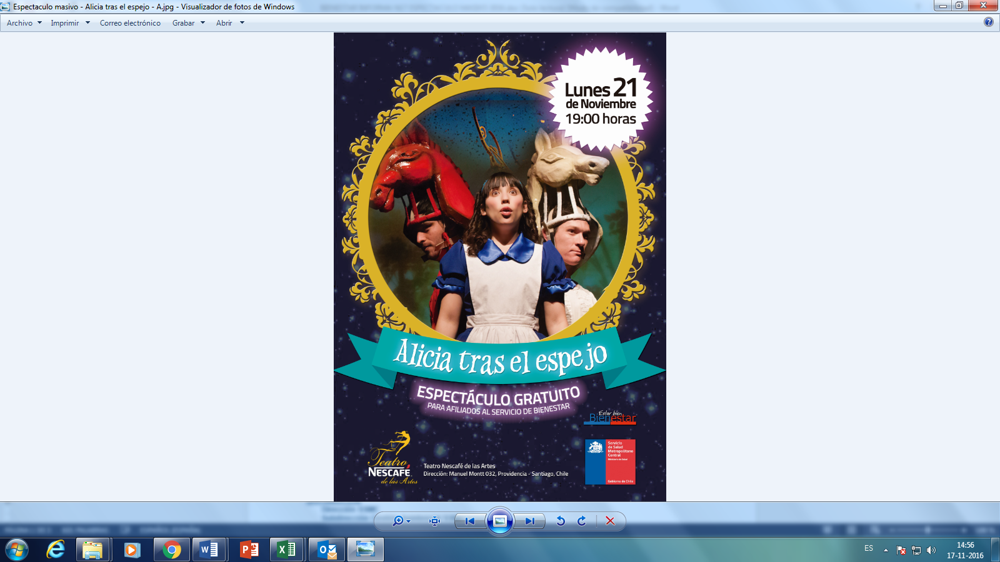 Espectaculo masivo - Alicia tras el espejo - A.jpg - Visualizador de fotos de Windows
Archivo Imprimir Correo electrónico Grabar Abrir
Lunes 21
de Noviembre
19:00 horas
Alicia tras el espejo
ESPECTÁCULO GRATUITO
PARA AFILIADOS AL SERVICIO DE BIENESTAR
Estar bien
Bienestar
Teatro
NESCAFÉ
de las Artes
Teatro Nescafé de las Artes
Dirección: Manuel Montt 032, Providencia - Santiago, Chile
Servicio
de Salud
Metropolitano
Central
Ministerio de Salud
Gobierno de Chile
ES
14:56
17-11-2016